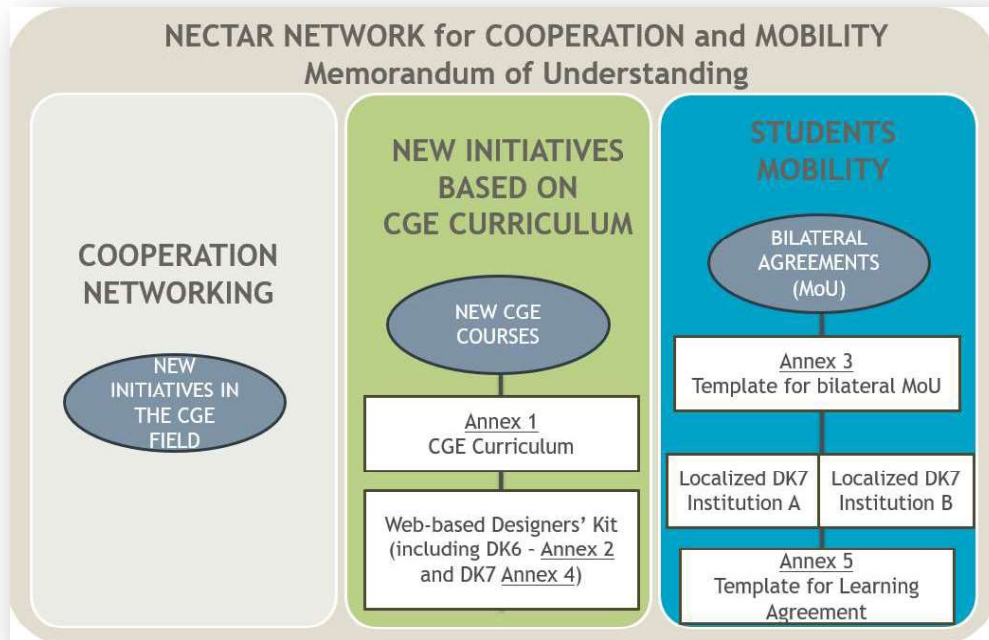 NECTAR NETWORK for COOPERATION and MOBILITY
Memorandum of Understanding
COOPERATION
NETWORKING
NEW
INITIATIVES IN
THE CGE
FIELD
NEW INITIATIVES
BASED ON
CGE CURRICULUM
NEW CGE
COURSES
Annex 1
CGE Curriculum
Web-based Designers' Kit
(including DK6 – Annex 2
and DK7 Annex 4)
STUDENTS
MOBILITY
BILATERAL
AGREEMENTS
(MoU)
Annex 3
Template for bilateral MoU
Localized DK7
Institution A
Localized DK7
Institution B
Annex 5
Template for Learning
Agreement